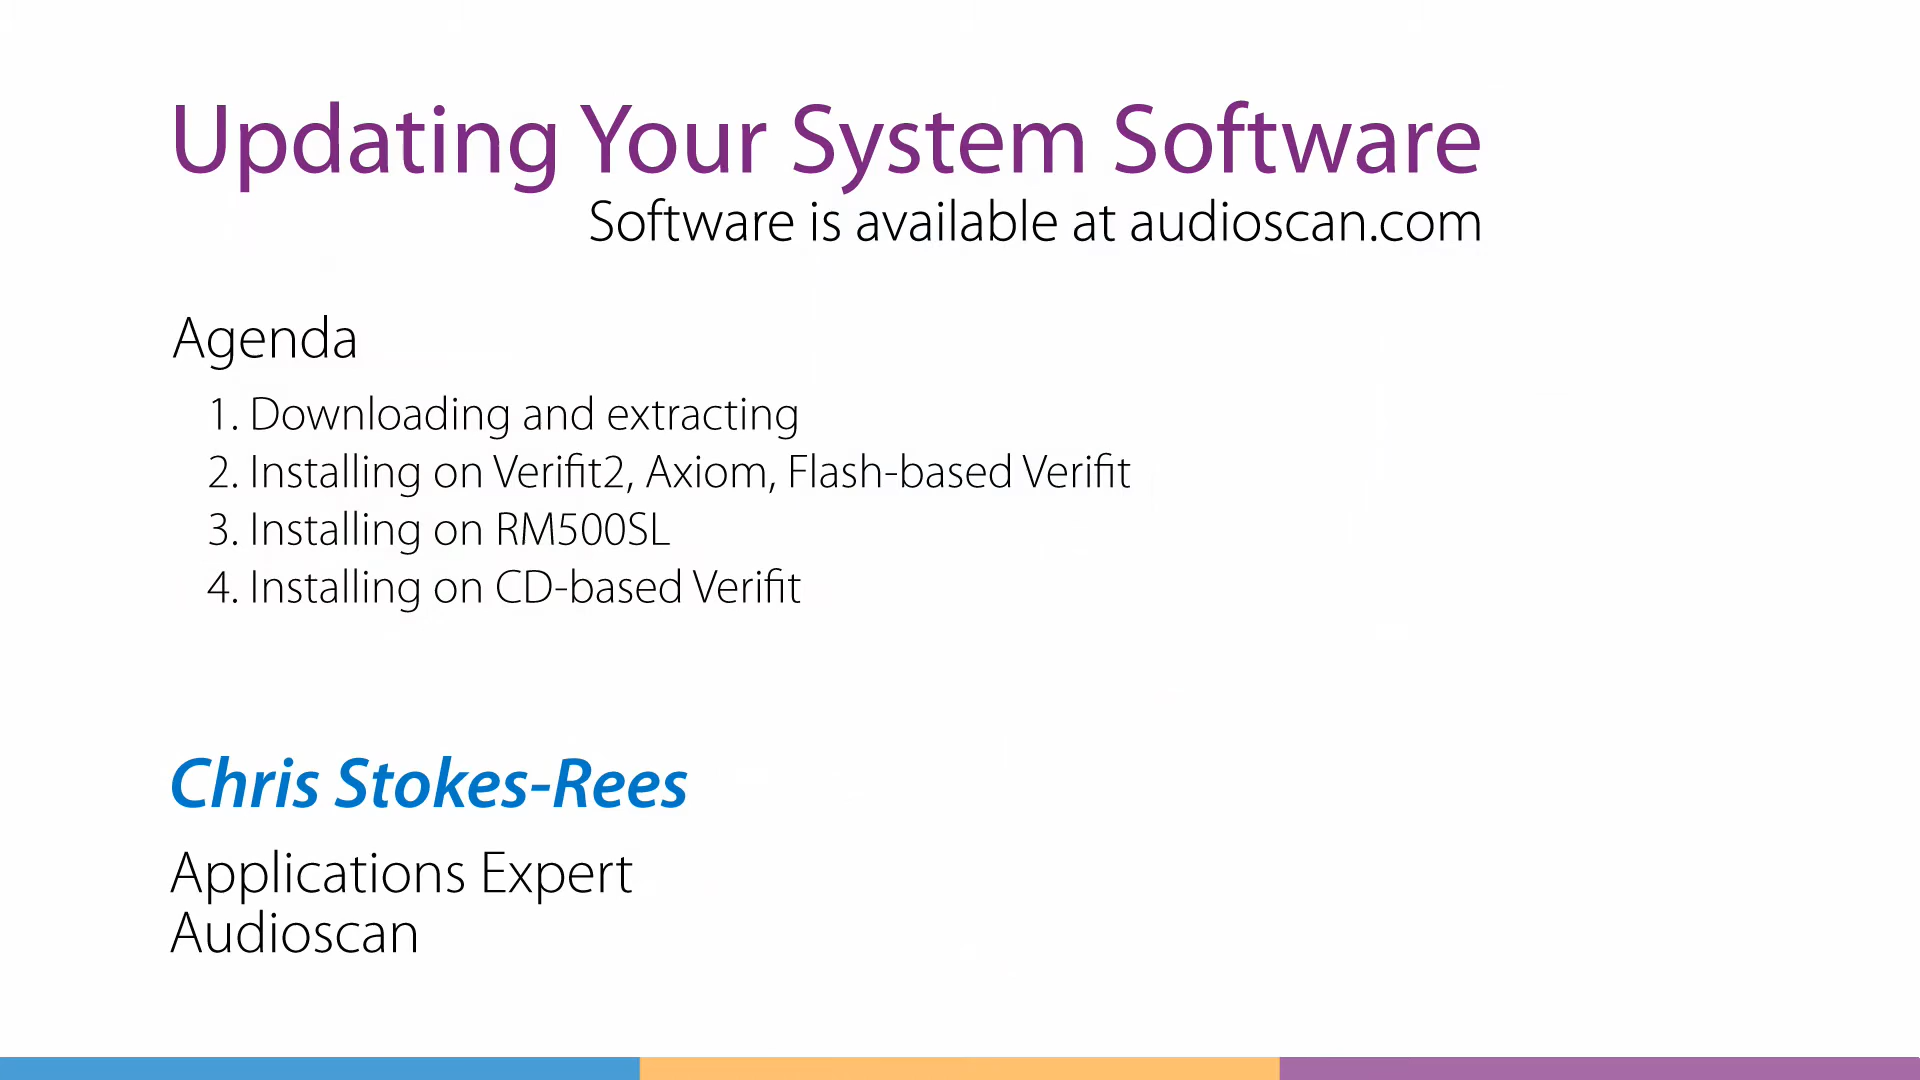 Updating Your System Software
Software is available at audioscan.com
Agenda
1. Downloading and extracting
2. Installing on Verifit2, Axiom, Flash-based Verifit
3. Installing on RM500SL
4. Installing on CD-based Verifit
Chris Stokes-Rees
Applications Expert
Audioscan